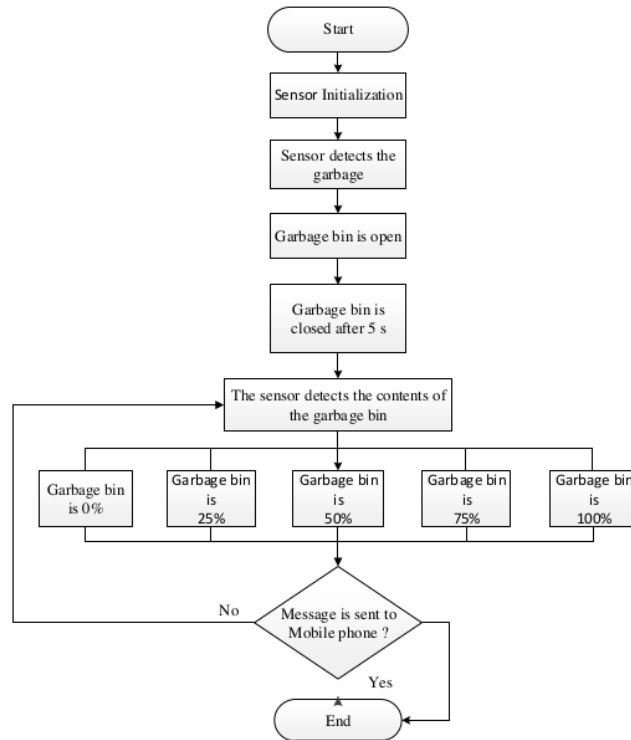 Start
Sensor Initialization
Sensor detects the
garbage
Garbage bin is open
Garbage bin is
closed after 5 s
The sensor detects the contents of
the garbage bin
Garbage bin
is 0%
Garbage bin
is
25%
Garbage bin
is
50%
Garbage bin
is
75%
Garbage bin
is
100%
No
Message is sent to
Mobile phone ?
Yes
End